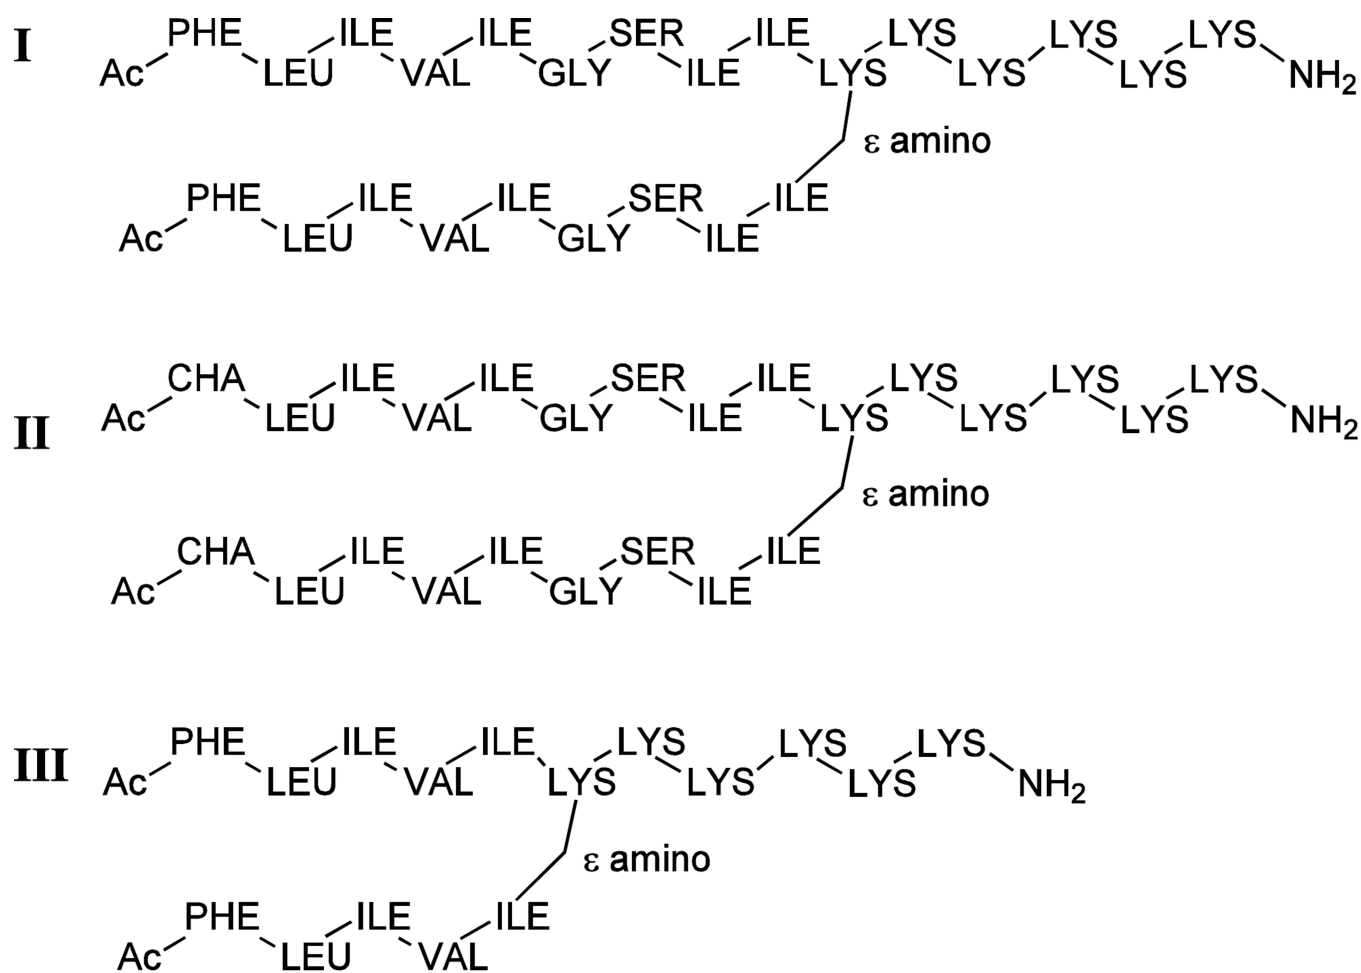 I
PHE ILE ILE SER ILE LYS LYS LYS
Ac LEU VAL GLY ILE LYS LYS LYS NH2
ε amino
PHE ILE ILE SER ILE
Ac LEU VAL GLY ILE
II
CHA ILE ILE SER ILE LYS LYS LYS
Ac LEU VAL GLY ILE LYS LYS LYS NH2
ε amino
CHA ILE ILE SER ILE
Ac LEU VAL GLY ILE
III
PHE ILE ILE LYS LYS LYS
Ac LEU VAL LYS LYS LYS NH2
ε amino
PHE ILE ILE
Ac LEU VAL